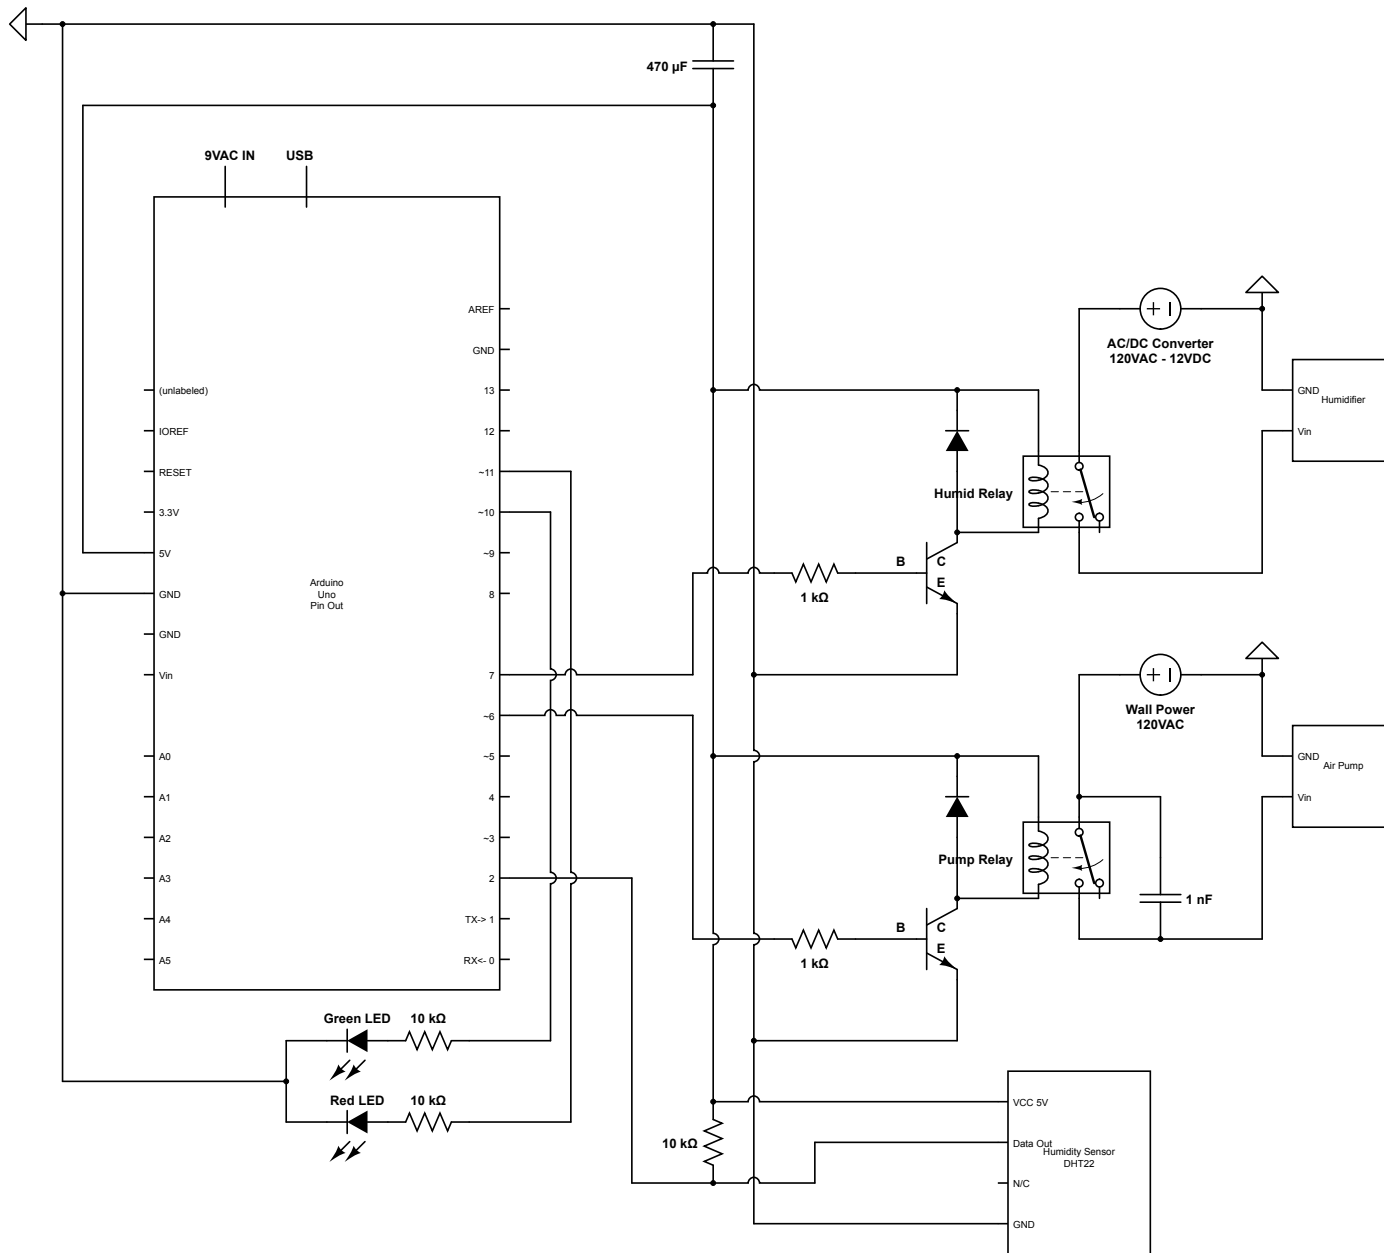 470 µF
9VAC IN
USB
AREF
GND
(unlabeled)
13
IOREF
12
RESET
~11
3.3V
~10
5V
~9
GND
8
GND
Vin
7
~6
A0
~5
A1
4
A2
~3
A3
2
A4
TX-> 1
A5
RX<- 0
Arduino
Uno
Pin Out
AC/DC Converter
120VAC - 12VDC
GND
Humidifier
Vin
Humid Relay
B
C
E
1 kΩ
Wall Power
120VAC
GND
Air Pump
Vin
Pump Relay
1 nF
B
C
E
1 kΩ
Green LED
10 kΩ
Red LED
10 kΩ
10 kΩ
VCC 5V
Data Out
Humidity Sensor
DHT22
N/C
GND